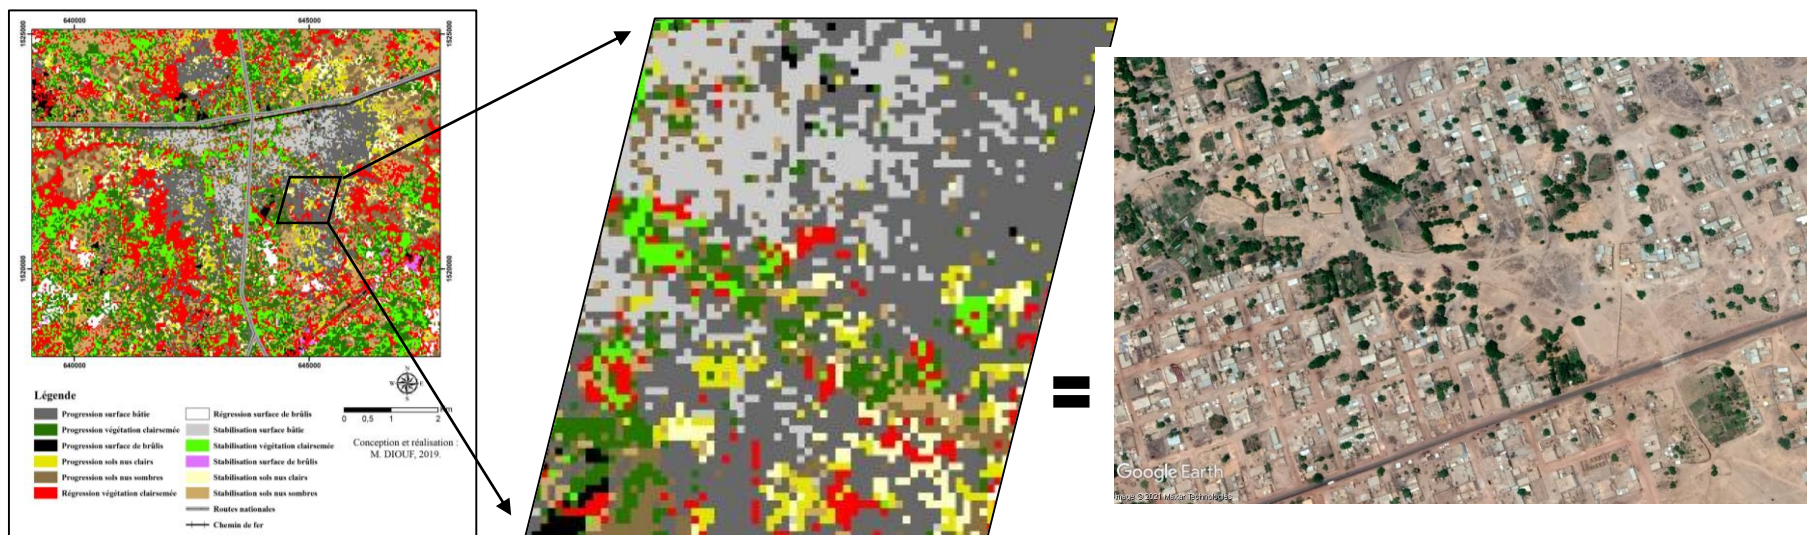 640000 645000
1525000 1525000
1520000 1520000
640000 645000
Légende
Progression surface bâtie
Progression végétation clairsemée
Progression surface de brûlis
Progression sols nus clairs
Progression sols nus sombres
Régression végétation clairsemée
Régression surface de brûlis
Stabilisation surface bâtie
Stabilisation végétation clairsemée
Stabilisation surface de brûlis
Stabilisation sols nus clairs
Stabilisation sols nus sombres
Routes nationales
Chemin de fer
N
W E
S
0 0,5 1 2 Km
Conception et réalisation :
M. DIOUF, 2019.
=
Google Earth
Image © 2021 Maxar Technologies